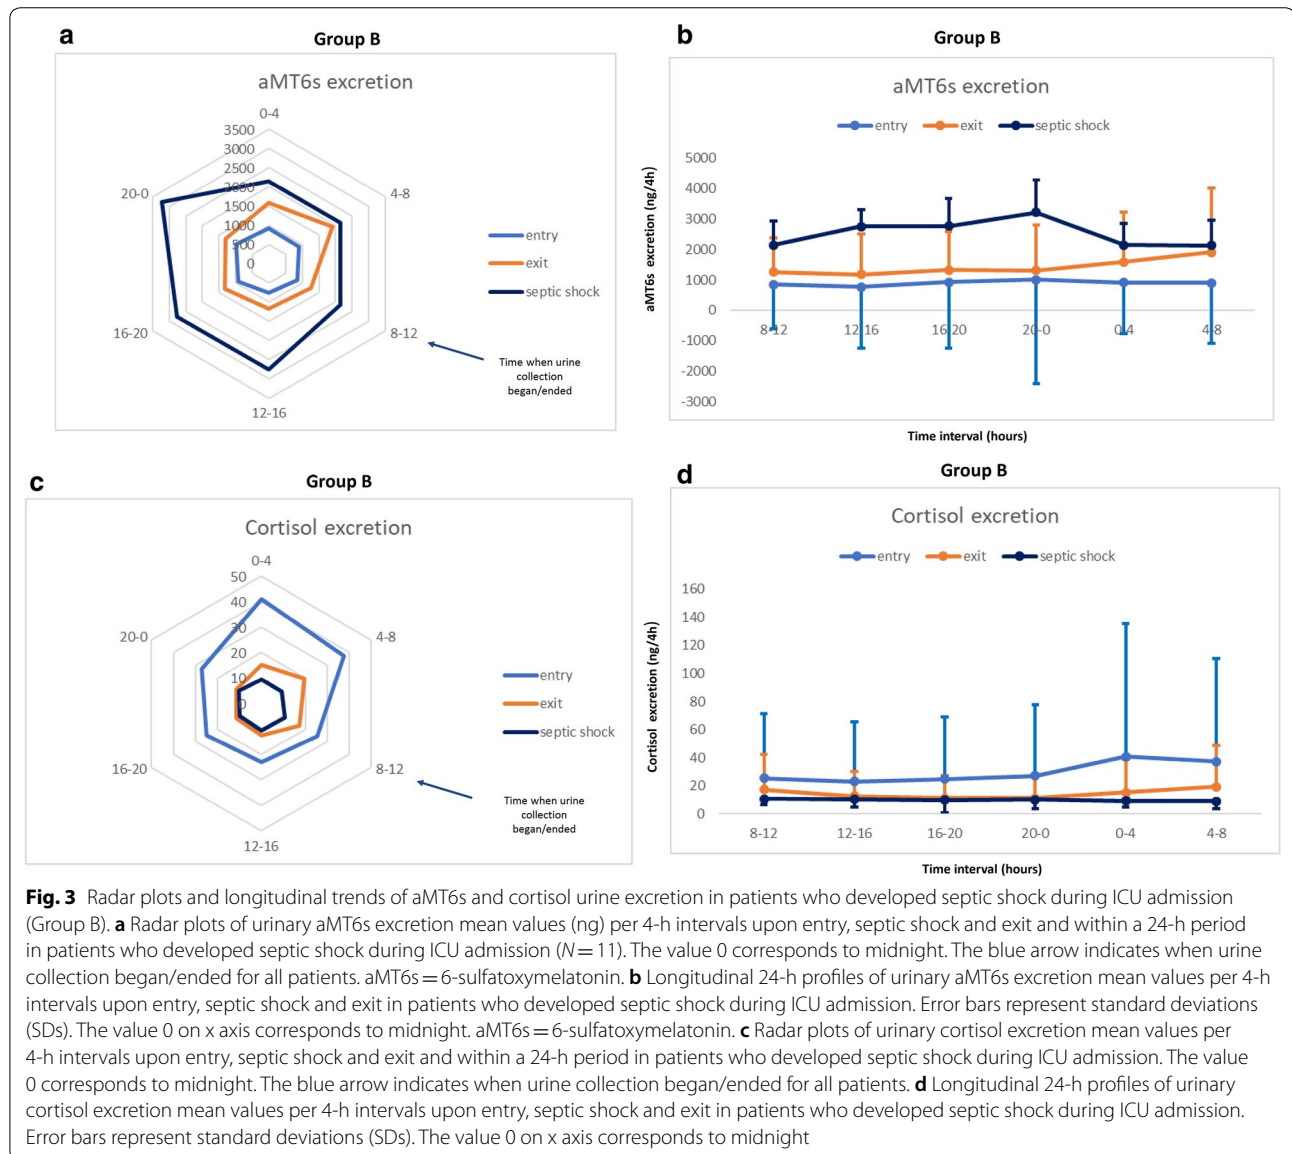 a
Group B
aMT6s excretion
0-4
3500
3000
2500
2000
1500
1000
500
0
20-0
4-8
16-20
8-12
12-16
entry
exit
septic shock
Time when urine
collection
began/ended
b
Group B
aMT6s excretion
entry exit septic shock
aMT6s excretion (ng/4h)
5000
4000
3000
2000
1000
0
-1000
-2000
-3000
8-12 12-16 16-20 20-0 0-4 4-8
Time interval (hours)
c
Group B
Cortisol excretion
0-4
50
40
30
20
10
0
20-0
4-8
16-20
8-12
12-16
entry
exit
septic shock
Time when urine
collection
began/ended
d
Group B
Cortisol excretion
entry exit septic shock
Cortisol excretion (ng/4h)
160
140
120
100
80
60
40
20
0
8-12 12-16 16-20 20-0 0-4 4-8
Time interval (hours)
Fig. 3 Radar plots and longitudinal trends of aMT6s and cortisol urine excretion in patients who developed septic shock during ICU admission
(Group B). a Radar plots of urinary aMT6s excretion mean values (ng) per 4-h intervals upon entry, septic shock and exit and within a 24-h period
in patients who developed septic shock during ICU admission (N = 11). The value 0 corresponds to midnight. The blue arrow indicates when urine
collection began/ended for all patients. aMT6s = 6-sulfatoxymelatonin. b Longitudinal 24-h profiles of urinary aMT6s excretion mean values per 4-h
intervals upon entry, septic shock and exit in patients who developed septic shock during ICU admission. Error bars represent standard deviations
(SDs). The value 0 on x axis corresponds to midnight. aMT6s = 6-sulfatoxymelatonin. c Radar plots of urinary cortisol excretion mean values per
4-h intervals upon entry, septic shock and exit and within a 24-h period in patients who developed septic shock during ICU admission. The value
0 corresponds to midnight. The blue arrow indicates when urine collection began/ended for all patients. d Longitudinal 24-h profiles of urinary
cortisol excretion mean values per 4-h intervals upon entry, septic shock and exit in patients who developed septic shock during ICU admission.
Error bars represent standard deviations (SDs). The value 0 on x axis corresponds to midnight